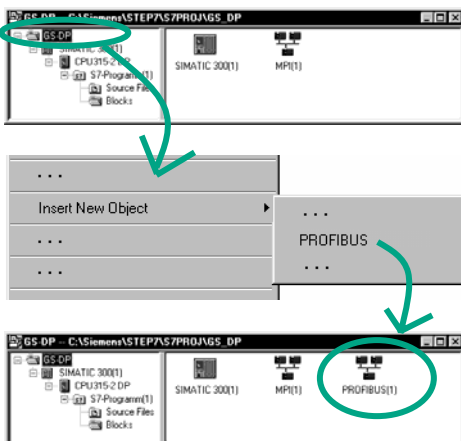 GS-DP -- C:\Siemens\STEP7\S7PROJ\GS_DP
GS-DP
SIMATIC 300(1)
CPU315-2 DP
S7-Program(1)
Source Files
Blocks
SIMATIC 300(1)
MPI(1)
. . .
Insert New Object
. . .
. . .
. . .
PROFIBUS
. . .
GS-DP -- C:\Siemens\STEP7\S7PROJ\GS_DP
GS-DP
SIMATIC 300(1)
CPU315-2 DP
S7-Programm(1)
Source Files
Blocks
SIMATIC 300(1)
MPI(1)
PROFIBUS(1)